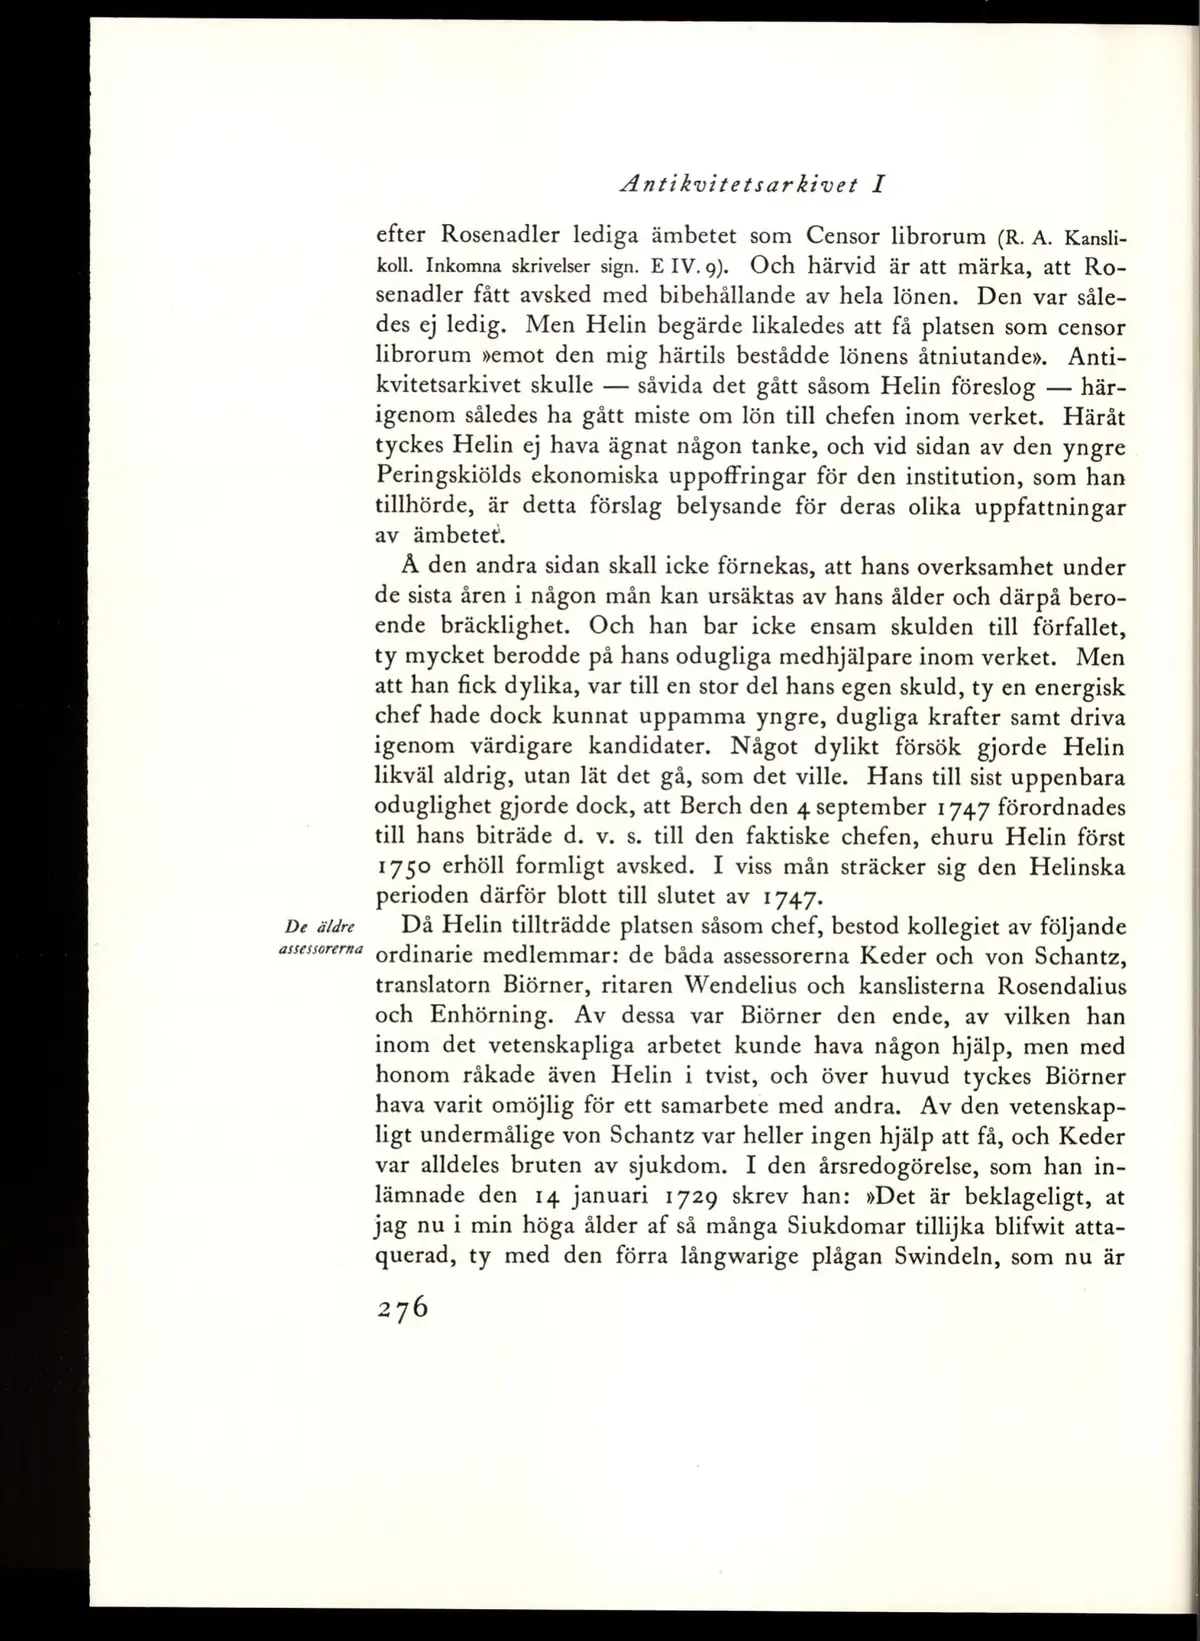 Antikvitetsarkivet I
efter Rosenadler lediga ämbetet som Censor librorum (R. A. Kansli-
koll. Inkomna skrivelser sign. E IV. 9). Och härvid är att märka, att Ro-
senadler fått avsked med bibehållande av hela lönen. Den var såle-
des ej ledig. Men Helin begärde likaledes att få platsen som censor
librorum »emot den mig härtils bestådde lönens åtniutande». Anti-
kvitetsarkivet skulle — såvida det gått såsom Helin föreslog — här-
igenom således ha gått miste om lön till chefen inom verket. Häråt
tyckes Helin ej hava ägnat någon tanke, och vid sidan av den yngre
Peringskiölds ekonomiska uppoffringar för den institution, som han
tillhörde, är detta förslag belysande för deras olika uppfattningar
av ämbetet.
Å den andra sidan skall icke förnekas, att hans overksamhet under
de sista åren i någon mån kan ursäktas av hans ålder och därpå bero-
ende bräcklighet. Och han bar icke ensam skulden till förfallet,
ty mycket berodde på hans odugliga medhjälpare inom verket. Men
att han fick dylika, var till en stor del hans egen skuld, ty en energisk
chef hade dock kunnat uppamma yngre, dugliga krafter samt driva
igenom värdigare kandidater. Något dylikt försök gjorde Helin
likväl aldrig, utan lät det gå, som det ville. Hans till sist uppenbara
oduglighet gjorde dock, att Berch den 4 september 1747 förordnades
till hans biträde d. v. s. till den faktiske chefen, ehuru Helin först
1750 erhöll formligt avsked. I viss mån sträcker sig den Helinska
perioden därför blott till slutet av 1747.
De äldre
assessorerna
Då Helin tillträdde platsen såsom chef, bestod kollegiet av följande
ordinarie medlemmar: de båda assessorerna Keder och von Schantz,
translatorn Biörner, ritaren Wendelius och kanslisterna Rosendalius
och Enhörning. Av dessa var Biörner den ende, av vilken han
inom det vetenskapliga arbetet kunde hava någon hjälp, men med
honom råkade även Helin i tvist, och över huvud tyckes Biörner
hava varit omöjlig för ett samarbete med andra. Av den vetenskap-
ligt undermålige von Schantz var heller ingen hjälp att få, och Keder
var alldeles bruten av sjukdom. I den årsredogörelse, som han in-
lämnade den 14 januari 1729 skrev han: »Det är beklageligt, at
jag nu i min höga ålder af så många Siukdomar tillijka blifwit atta-
querad, ty med den förra långwarige plågan Swindeln, som nu är
276